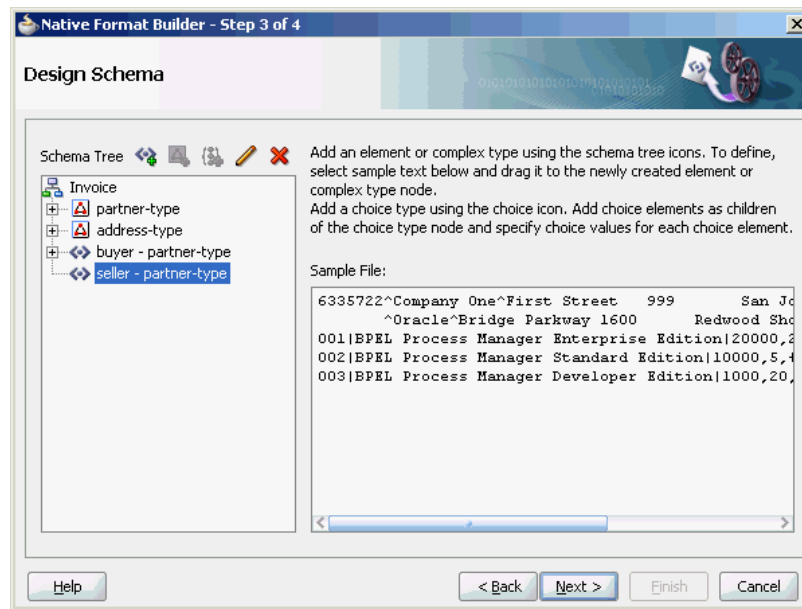 Native Format Builder - Step 3 of 4
Design Schema
Schema Tree
Invoice
partner-type
address-type
buyer - partner-type
seller - partner-type
Add an element or complex type using the schema tree icons. To define,
select sample text below and drag it to the newly created element or
complex type node.
Add a choice type using the choice icon. Add choice elements as children
of the choice type node and specify choice values for each choice element.
Sample File:
6335722^Company One^First Street 999 San Jo
^Oracle^Bridge Parkway 1600 Redwood Sho
001|BPEL Process Manager Enterprise Edition|20000,2
002|BPEL Process Manager Standard Edition|10000,5,4
003|BPEL Process Manager Developer Edition|1000,20,
Help
< Back
Next >
Finish
Cancel